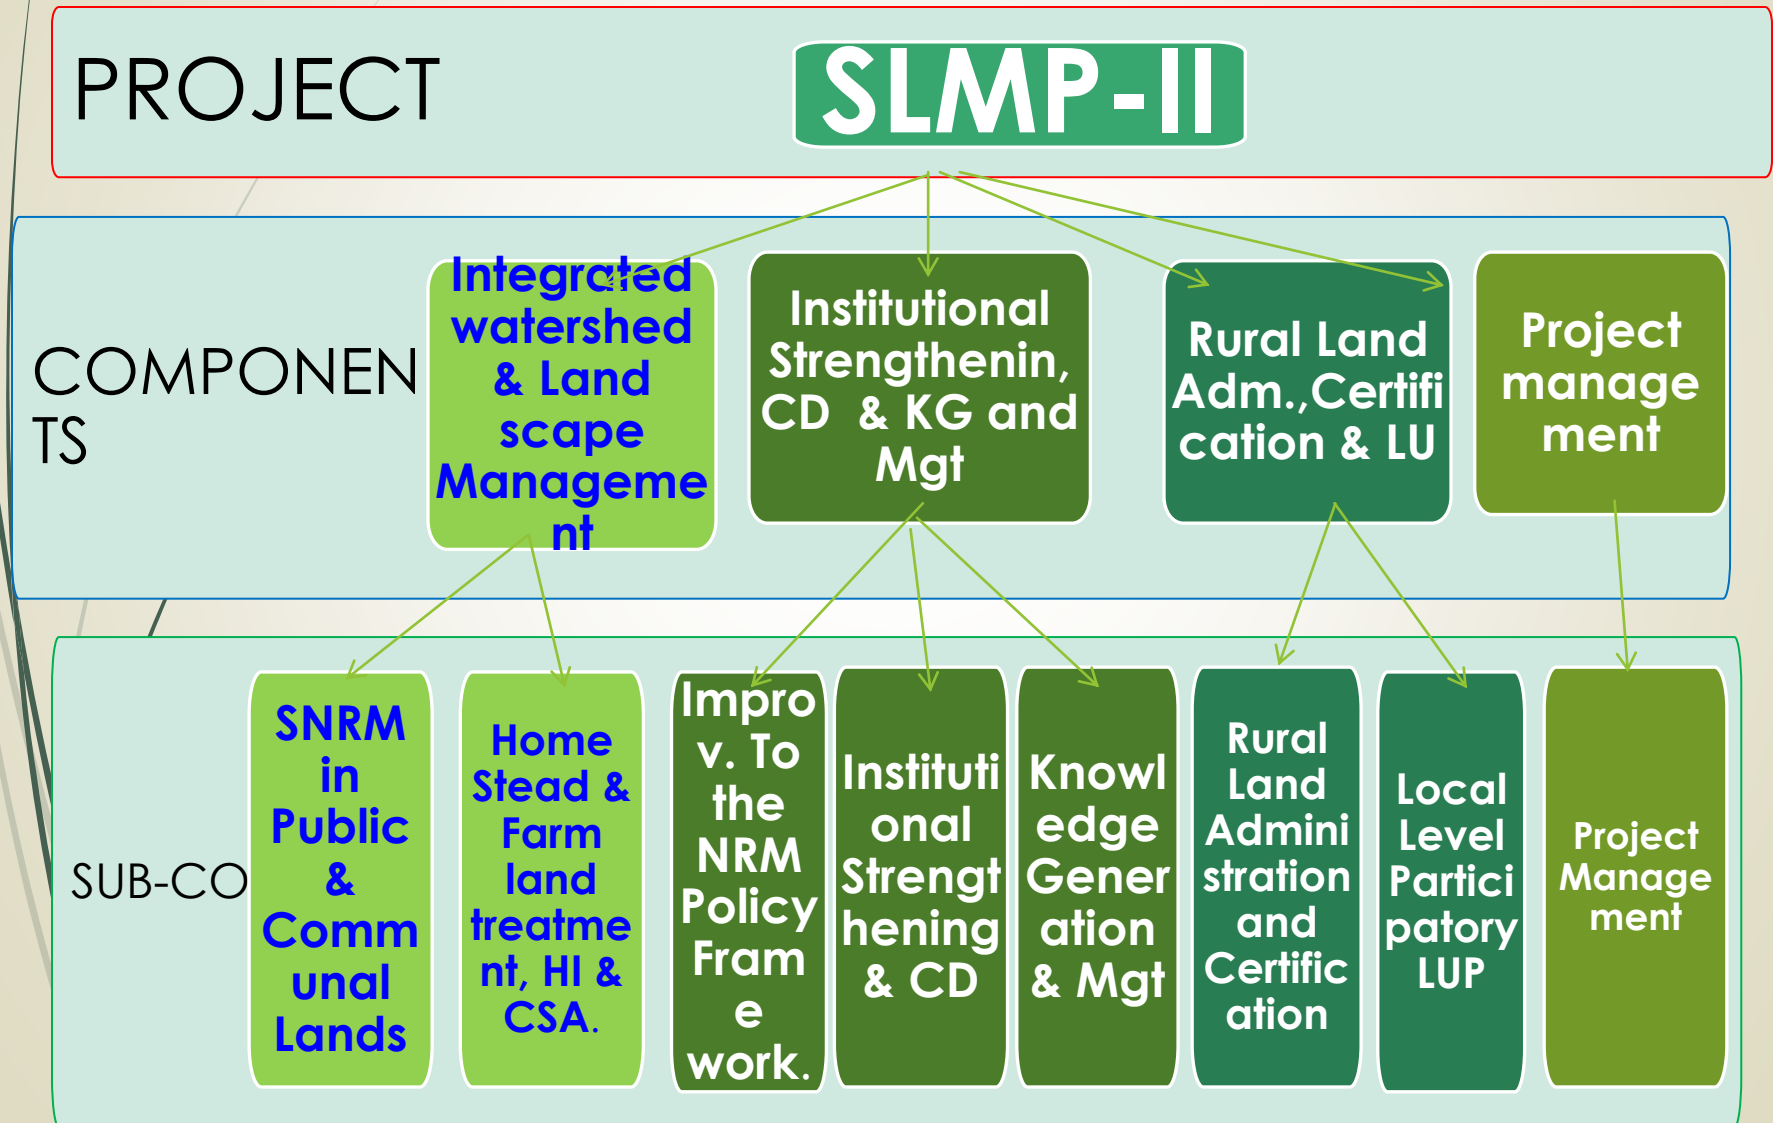 PROJECT
SLMP-II
COMPONEN
TS
Integrated
watershed
& Land
scape
Manageme
nt
Institutional
Strengthenin,
CD & KG and
Mgt
Rural Land
Adm.,Certifi
cation & LU
Project
manage
ment
SUB-CO
SNRM
in
Public
&
Comm
unal
Lands
Home
Stead &
Farm
land
treatme
nt, HI &
CSA.
Impro
v. To
the
NRM
Policy
Fram
e
work.
Instituti
onal
Strengt
hening
& CD
Knowl
edge
Gener
ation
& Mgt
Rural
Land
Admini
stration
and
Certific
ation
Local
Level
Partici
patory
LUP
Project
Manage
ment